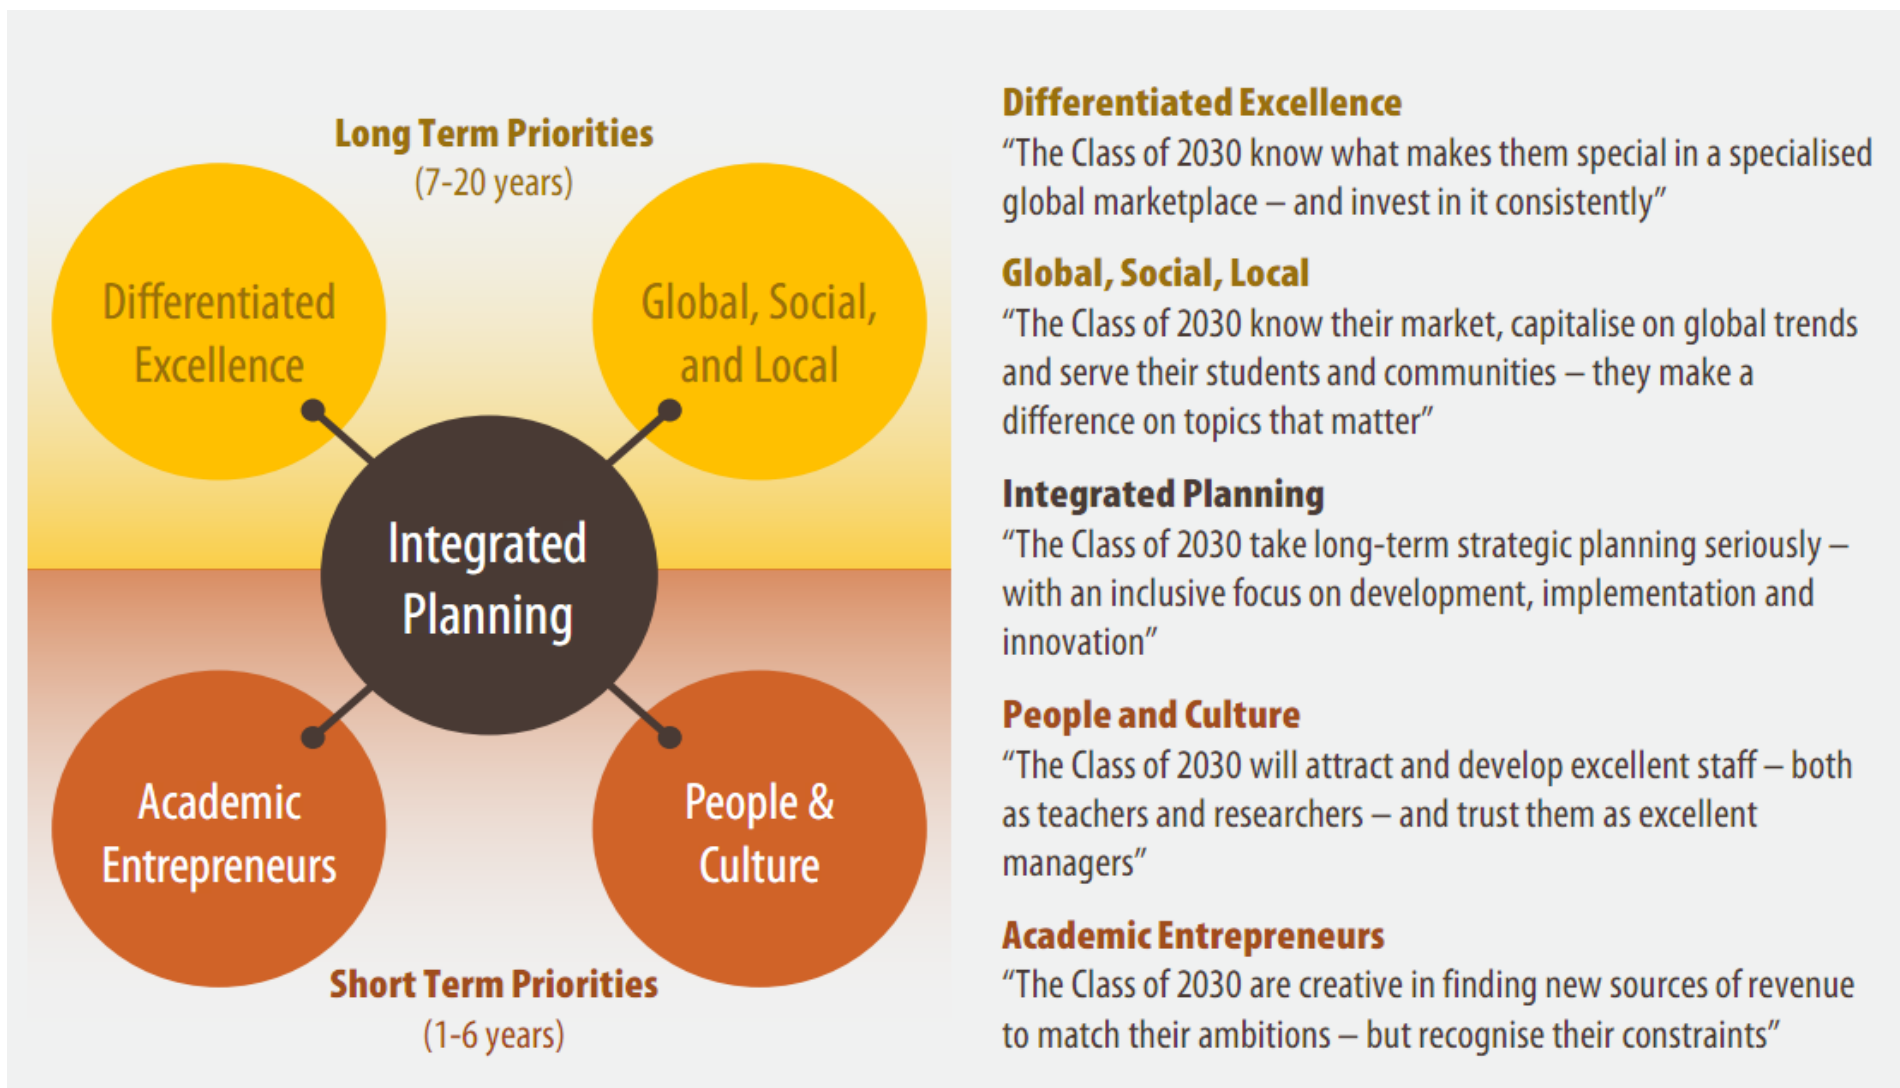 Long Term Priorities
(7-20 years)
Differentiated
Excellence
Global, Social,
and Local
Integrated
Planning
Academic
Entrepreneurs
People &
Culture
Short Term Priorities
(1-6 years)
Differentiated Excellence
“The Class of 2030 know what makes them special in a specialised
global marketplace – and invest in it consistently”
Global, Social, Local
“The Class of 2030 know their market, capitalise on global trends
and serve their students and communities – they make a
difference on topics that matter”
Integrated Planning
“The Class of 2030 take long-term strategic planning seriously –
with an inclusive focus on development, implementation and
innovation”
People and Culture
“The Class of 2030 will attract and develop excellent staff – both
as teachers and researchers – and trust them as excellent
managers”
Academic Entrepreneurs
“The Class of 2030 are creative in finding new sources of revenue
to match their ambitions – but recognise their constraints”